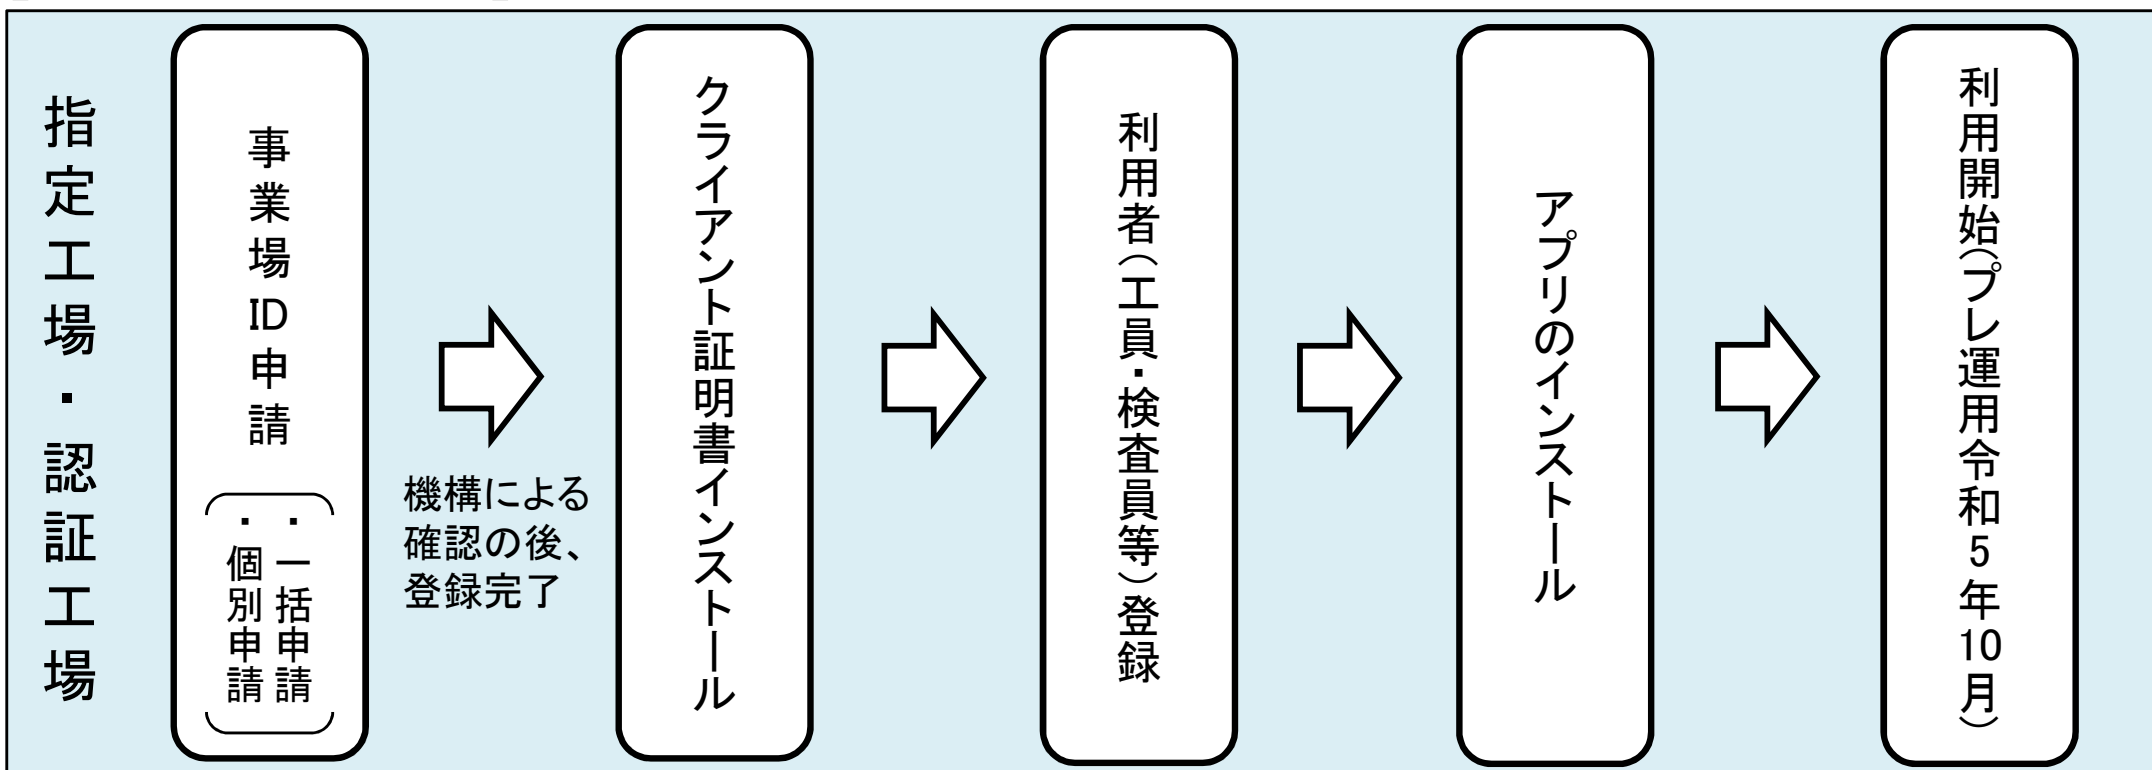 指定工場・認証工場
事業場ID申請
・一括申請
・個別申請
機構による
確認の後、
登録完了
クライアント証明書インストール
利用者(工員・検査員等)登録
アプリのインストール
利用開始(プレ運用令和5年10月)